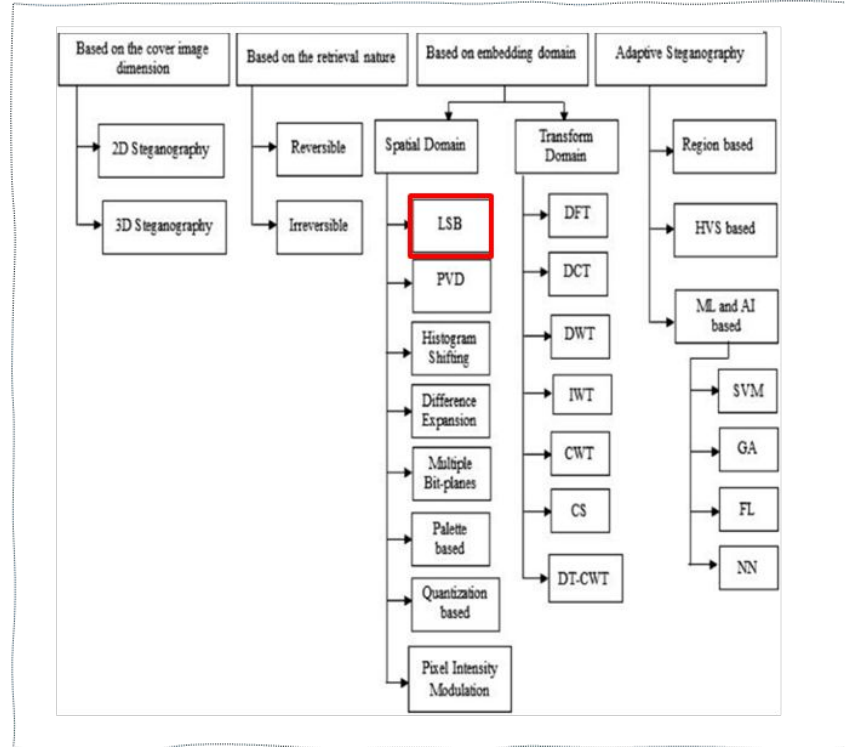 Based on the cover image
dimension
Based on the retrieval nature
Based on embedding domain
Adaptive Steganography
2D Steganography
3D Steganography
Reversible
Irreversible
Spatial Domain
LSB
PVD
Histogram
Shifting
Difference
Expansion
Multiple
Bit-planes
Palette
based
Quantization
based
Pixel Intensity
Modulation
Transform
Domain
DFT
DCT
DWT
IWT
CWT
CS
DT-CWT
Region based
HVS based
ML and AI
based
SVM
GA
FL
NN